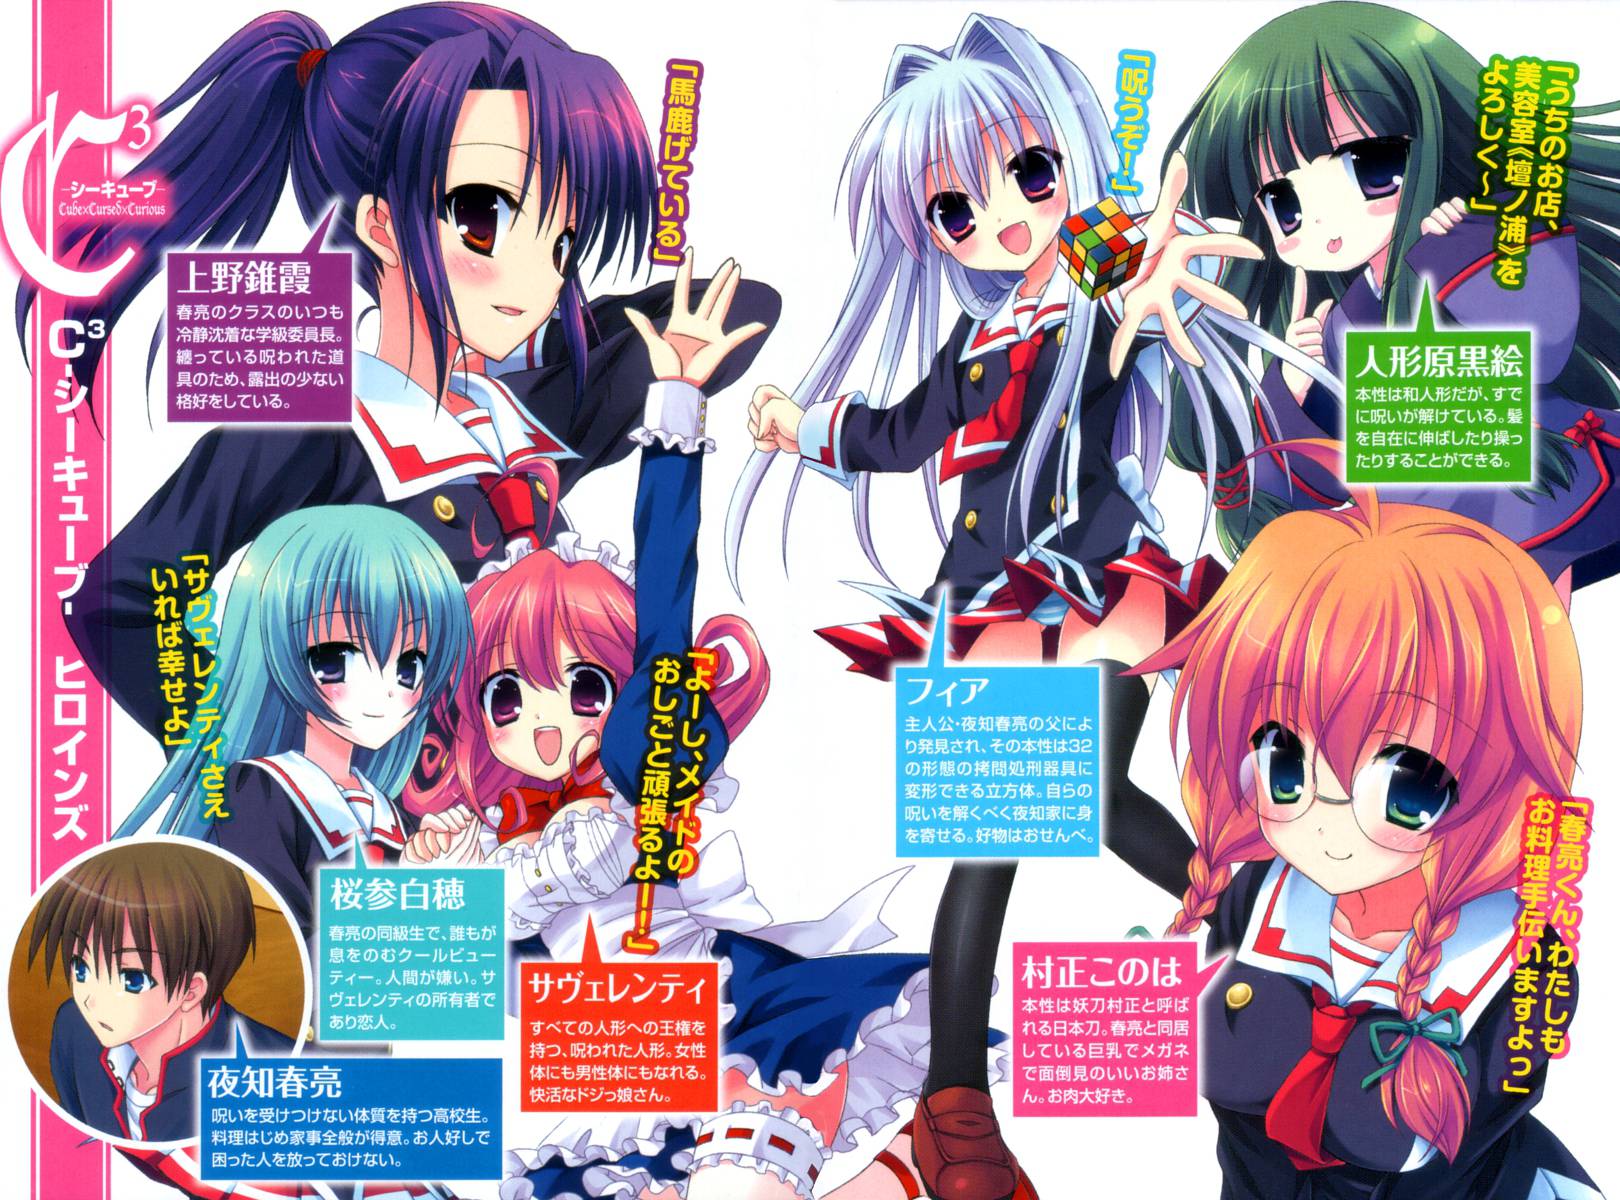 C3
-シーキューブ-
Cube×Cursed×Curious
C3-シーキューブ- ヒロインズ
「馬鹿げている」
上野錐霞
春亮のクラスのいつも
冷静沈着な学級委員長。
纏っている呪われた道
具のため、露出の少ない
格好をしている。
「サヴェレンティさえ
いれば幸せよ」
桜参白穂
春亮の同級生で、誰もが
息をのむクールビュー
ティー。人間が嫌い。サ
ヴェレンティの所有者で
あり恋人。
夜知春亮
呪いを受けつけない体質を持つ高校生。
料理はじめ家事全般が得意。お人好しで
困った人を放っておけない。
「よーし、メイドの
おしごと頑張るよー！」
サヴェレンティ
すべての人形への王権を
持つ、呪われた人形。女性
体にも男性体にもなれる。
快活なドジっ娘さん。
「呪うぞ！」
フィア
主人公・夜知春亮の父によ
り発見され、その本性は32
の形態の拷問処刑器具に
変形できる立方体。自らの
呪いを解くべく夜知家に身
を寄せる。好物はおせんべ。
「うちのお店、
美容室《壇ノ浦》を
よろしく～」
人形原黒絵
本性は和人形だが、すで
に呪いが解けている。髪
を自在に伸ばしたり操っ
たりすることができる。
「春亮くん、わたしも
お料理手伝いますよっ」
村正このは
本性は妖刀村正と呼ば
れる日本刀。春亮と同居
している巨乳でメガネ
で面倒見のいいお姉さ
ん。お肉大好き。